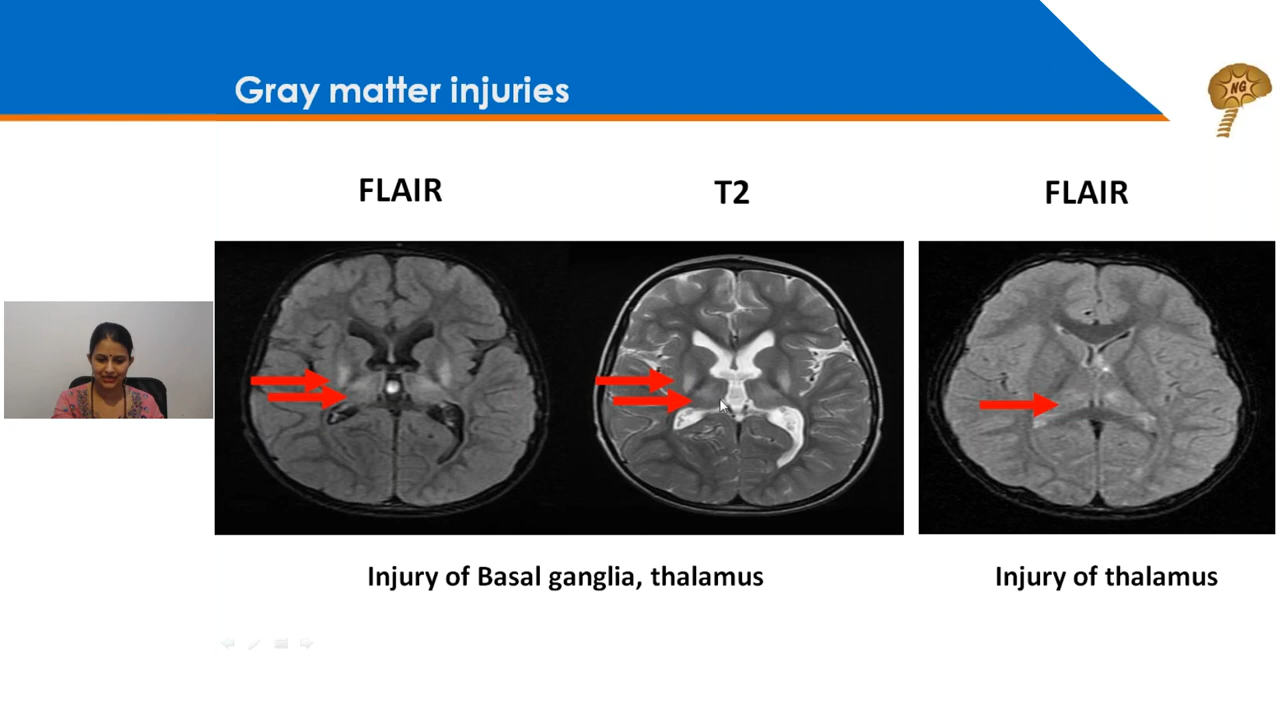 Gray matter injuries
NG
FLAIR
T2
FLAIR
Injury of Basal ganglia, thalamus
Injury of thalamus